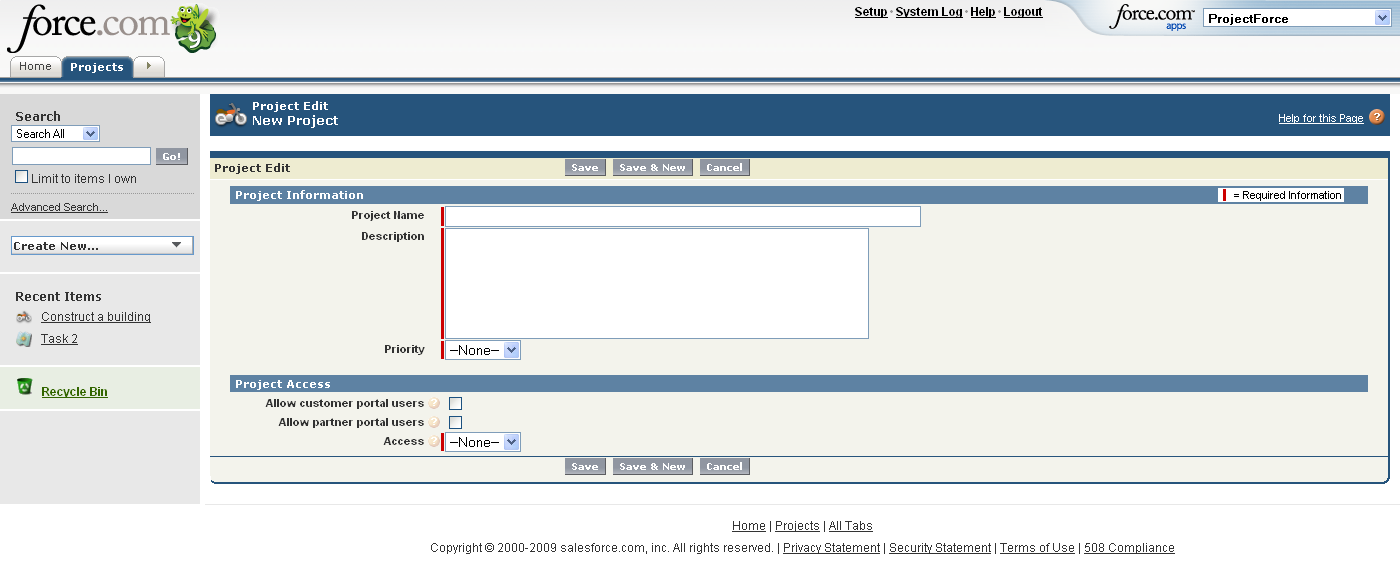 force.com 9
Setup · System Log · Help · Logout
force.com apps
ProjectForce
Home Projects
Search
Search All
Go!
Limit to items I own
Advanced Search...
Create New...
Recent Items
Construct a building
Task 2
Recycle Bin
Project Edit
New Project
Help for this Page ?
Project Edit Save Save & New Cancel
Project Information = Required Information
Project Name
Description
Priority --None--
Project Access
Allow customer portal users ?
Allow partner portal users ?
Access ? --None--
Save Save & New Cancel
Home | Projects | All Tabs
Copyright © 2000-2009 salesforce.com, inc. All rights reserved. | Privacy Statement | Security Statement | Terms of Use | 508 Compliance